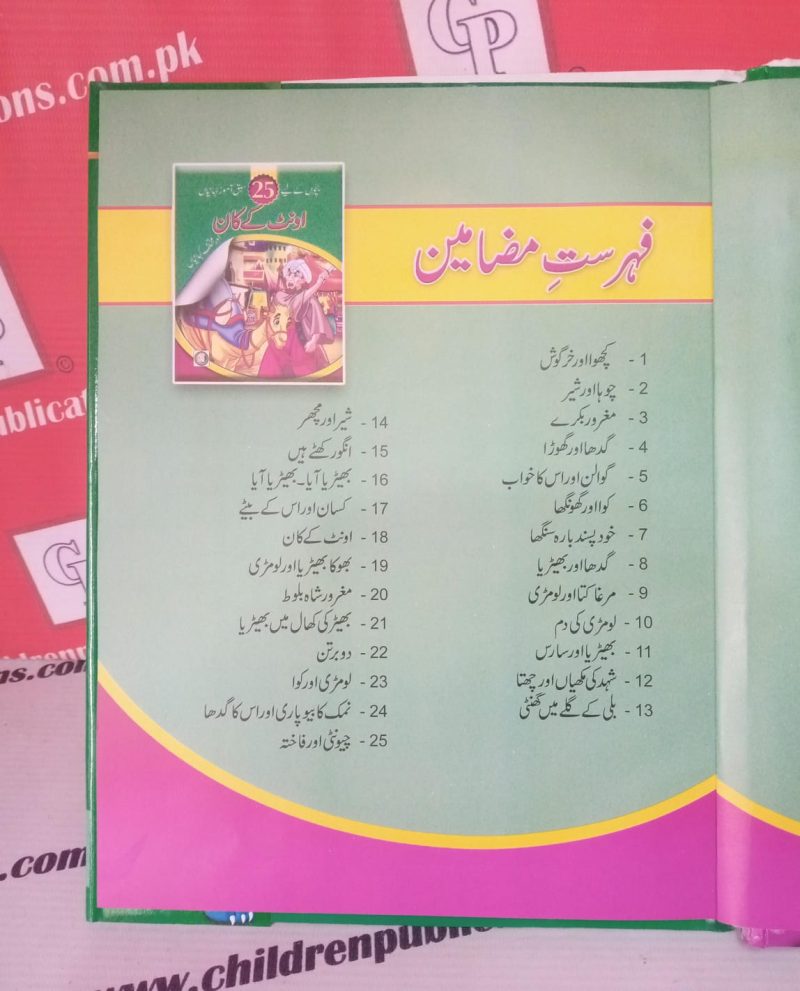 ons.com.pk
GP
©
ublicat
GP
ns.con
.com
www.childrenpublic
بچوں کے لیے 25 سبق آموز کہانیاں
اونٹ کے کان
فہرستِ مضامین
1 - کچھوا اور خرگوش
2 - چوہا اور شیر
3 - مغرور بکرے
4 - گدھا اور گھوڑا
5 - گوالن اور اس کا خواب
6 - کوا اور گھونگھا
7 - خود پسند بارہ سنگھا
8 - گدھا اور بھیڑیا
9 - مرغا کتا اور لومڑی
10 - لومڑی کی دم
11 - بھیڑیا اور سارس
12 - شہد کی مکھیاں اور چھتا
13 - بلی کے گلے میں گھنٹی
14 - شیر اور مچھر
15 - انگور کھٹے ہیں
16 - بھیڑیا آیا۔ بھیڑیا آیا
17 - کسان اور اس کے بیٹے
18 - اونٹ کے کان
19 - بھوکا بھیڑیا اور لومڑی
20 - مغرور شاہ بلوط
21 - بھیڑ کی کھال میں بھیڑیا
22 - دو برتن
23 - لومڑی اور کوا
24 - نمک کا بیوپاری اور اس کا گدھا
25 - چیونٹی اور فاختہ